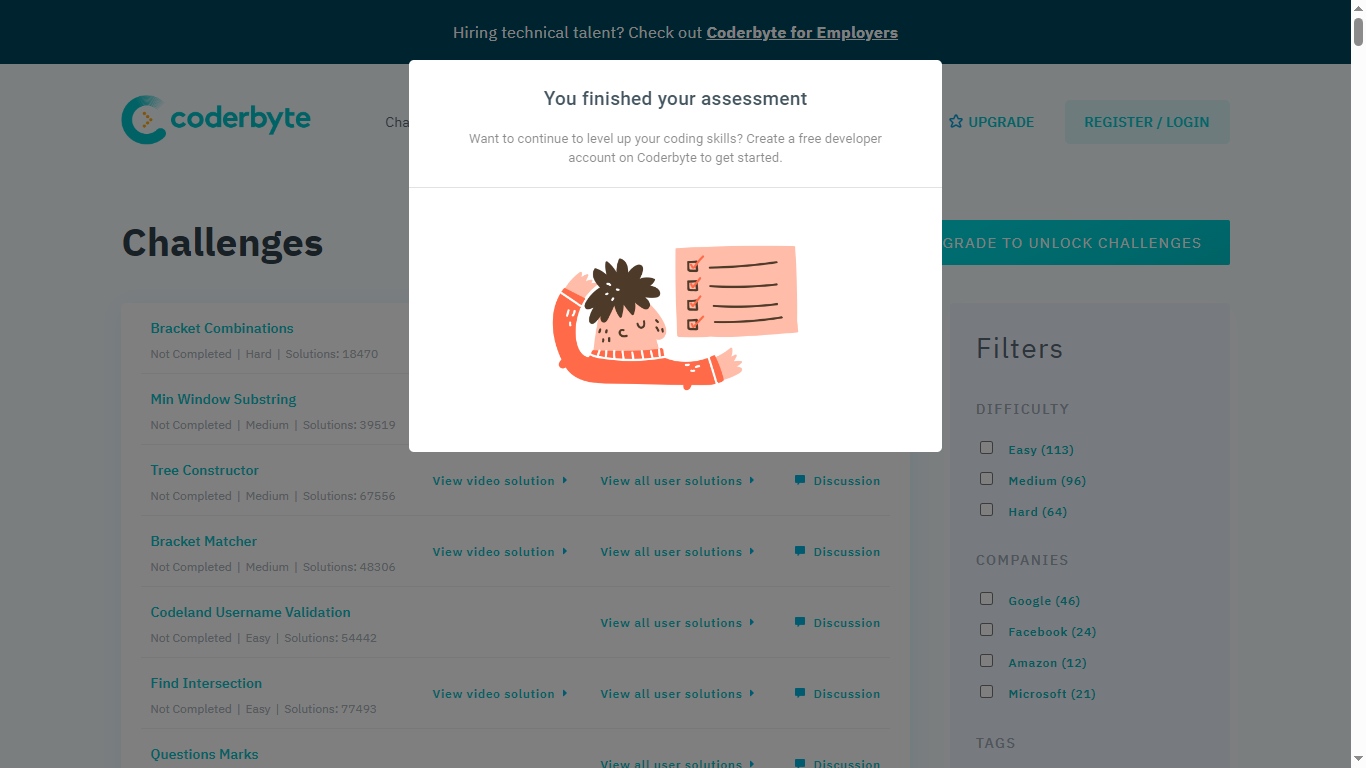 Hiring technical talent? Check out Coderbyte for Employers
coderbyte
Cha
UPGRADE
REGISTER / LOGIN
You finished your assessment
Want to continue to level up your coding skills? Create a free developer
account on Coderbyte to get started.
Challenges
GRADE TO UNLOCK CHALLENGES
Bracket Combinations
Not Completed | Hard | Solutions: 18470
Min Window Substring
Not Completed | Medium | Solutions: 39519
Tree Constructor
Not Completed | Medium | Solutions: 67556
View video solution
View all user solutions
Discussion
Bracket Matcher
Not Completed | Medium | Solutions: 48306
View video solution
View all user solutions
Discussion
Codeland Username Validation
Not Completed | Easy | Solutions: 54442
View all user solutions
Discussion
Find Intersection
Not Completed | Easy | Solutions: 77493
View video solution
View all user solutions
Discussion
Questions Marks
View all user solutions
Discussion
Filters
DIFFICULTY
Easy (113)
Medium (96)
Hard (64)
COMPANIES
Google (46)
Facebook (24)
Amazon (12)
Microsoft (21)
TAGS